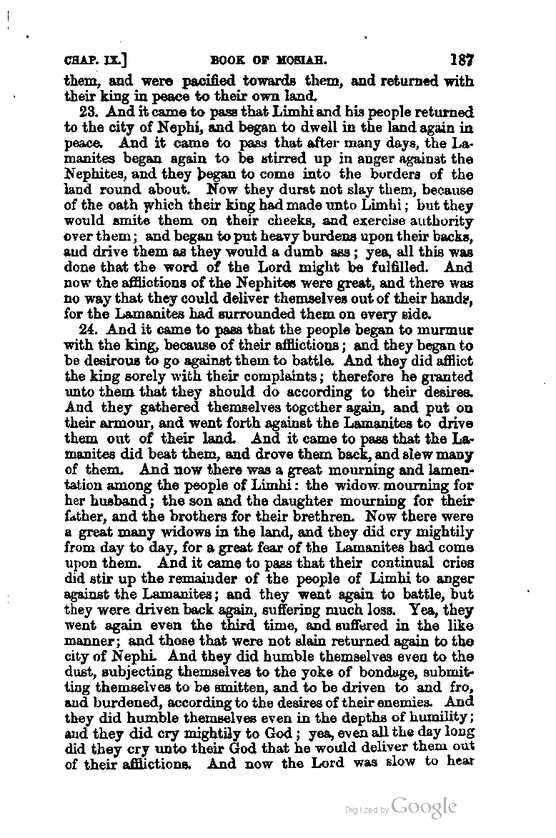 CHAP. IX.] BOOK OF MOSIAH. 187
them, and were pacified towards them, and returned with
their king in peace to their own land.
23. And it came to pass that Limhi and his people returned
to the city of Nephi, and began to dwell in the land again in
peace. And it came to pass that after many days, the La-
manites began again to be stirred up in anger against the
Nephites, and they began to come into the borders of the
land round about. Now they durst not slay them, because
of the oath which their king had made unto Limhi; but they
would smite them on their cheeks, and exercise authority
over them; and began to put heavy burdens upon their backs,
and drive them as they would a dumb ass; yea, all this was
done that the word of the Lord might be fulfilled. And
now the afflictions of the Nephites were great, and there was
no way that they could deliver themselves out of their hands,
for the Lamanites had surrounded them on every side.
24. And it came to pass that the people began to murmur
with the king, because of their afflictions; and they began to
be desirous to go against them to battle. And they did afflict
the king sorely with their complaints; therefore he granted
unto them that they should do according to their desires.
And they gathered themselves together again, and put on
their armour, and went forth against the Lamanites to drive
them out of their land. And it came to pass that the La-
manites did beat them, and drove them back, and slew many
of them. And now there was a great mourning and lamen-
tation among the people of Limhi: the widow mourning for
her husband; the son and the daughter mourning for their
father, and the brothers for their brethren. Now there were
a great many widows in the land, and they did cry mightily
from day to day, for a great fear of the Lamanites had come
upon them. And it came to pass that their continual cries
did stir up the remainder of the people of Limhi to anger
against the Lamanites; and they went again to battle, but
they were driven back again, suffering much loss. Yea, they
went again even the third time, and suffered in the like
manner; and those that were not slain returned again to the
city of Nephi. And they did humble themselves even to the
dust, subjecting themselves to the yoke of bondage, submit-
ting themselves to be smitten, and to be driven to and fro,
and burdened, according to the desires of their enemies. And
they did humble themselves even in the depths of humility;
and they did cry mightily to God; yea, even all the day long
did they cry unto their God that he would deliver them out
of their afflictions. And now the Lord was slow to hear
Digitized by Google